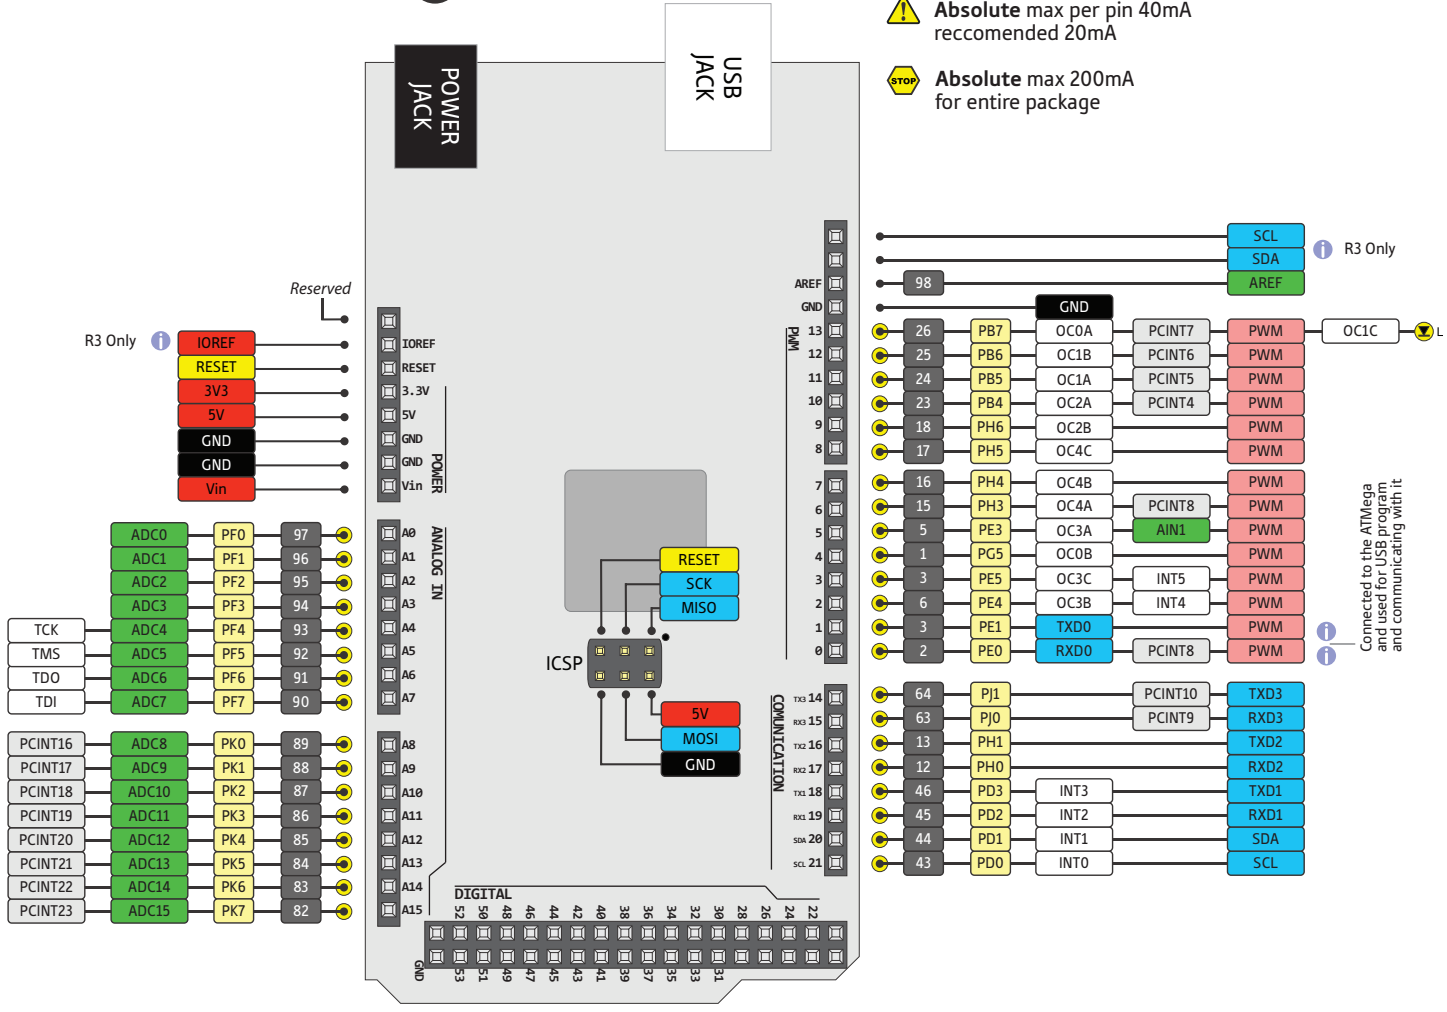 Absolute max per pin 40mA
reccomended 20mA
STOP
Absolute max 200mA
for entire package
POWER
JACK
USB
JACK
SCL
SDA
R3 Only
AREF
98
AREF
GND
GND
Reserved
R3 Only
IOREF
RESET
3V3
5V
GND
GND
Vin
IOREF
RESET
3.3V
5V
GND
GND
Vin
POWER
PWM
13 26 PB7 OC0A PCINT7 PWM OC1C L
12 25 PB6 OC1B PCINT6 PWM
11 24 PB5 OC1A PCINT5 PWM
10 23 PB4 OC2A PCINT4 PWM
9 18 PH6 OC2B PWM
8 17 PH5 OC4C PWM
7 16 PH4 OC4B PWM
6 15 PH3 OC4A PCINT8 PWM
5 5 PE3 OC3A AIN1 PWM
4 1 PG5 OC0B PWM
3 3 PE5 OC3C INT5 PWM
2 6 PE4 OC3B INT4 PWM
1 3 PE1 TXD0 PWM
0 2 PE0 RXD0 PCINT8 PWM
Connected to the ATMega
and used for USB program
and communicating with it
ADC0 PF0 97 A0
ADC1 PF1 96 A1
ADC2 PF2 95 A2
ADC3 PF3 94 A3
TCK ADC4 PF4 93 A4
TMS ADC5 PF5 92 A5
TDO ADC6 PF6 91 A6
TDI ADC7 PF7 90 A7
ANALOG IN
PCINT16 ADC8 PK0 89 A8
PCINT17 ADC9 PK1 88 A9
PCINT18 ADC10 PK2 87 A10
PCINT19 ADC11 PK3 86 A11
PCINT20 ADC12 PK4 85 A12
PCINT21 ADC13 PK5 84 A13
PCINT22 ADC14 PK6 83 A14
PCINT23 ADC15 PK7 82 A15
RESET
SCK
MISO
ICSP
5V
MOSI
GND
COMUNICATION
TX3 14 64 PJ1 PCINT10 TXD3
RX3 15 63 PJ0 PCINT9 RXD3
TX2 16 13 PH1 TXD2
RX2 17 12 PH0 RXD2
TX1 18 46 PD3 INT3 TXD1
RX1 19 45 PD2 INT2 RXD1
SDA 20 44 PD1 INT1 SDA
SCL 21 43 PD0 INT0 SCL
DIGITAL
52 50 48 46 44 42 40 38 36 34 32 30 28 26 24 22
GND 53 51 49 47 45 43 41 39 37 35 33 31